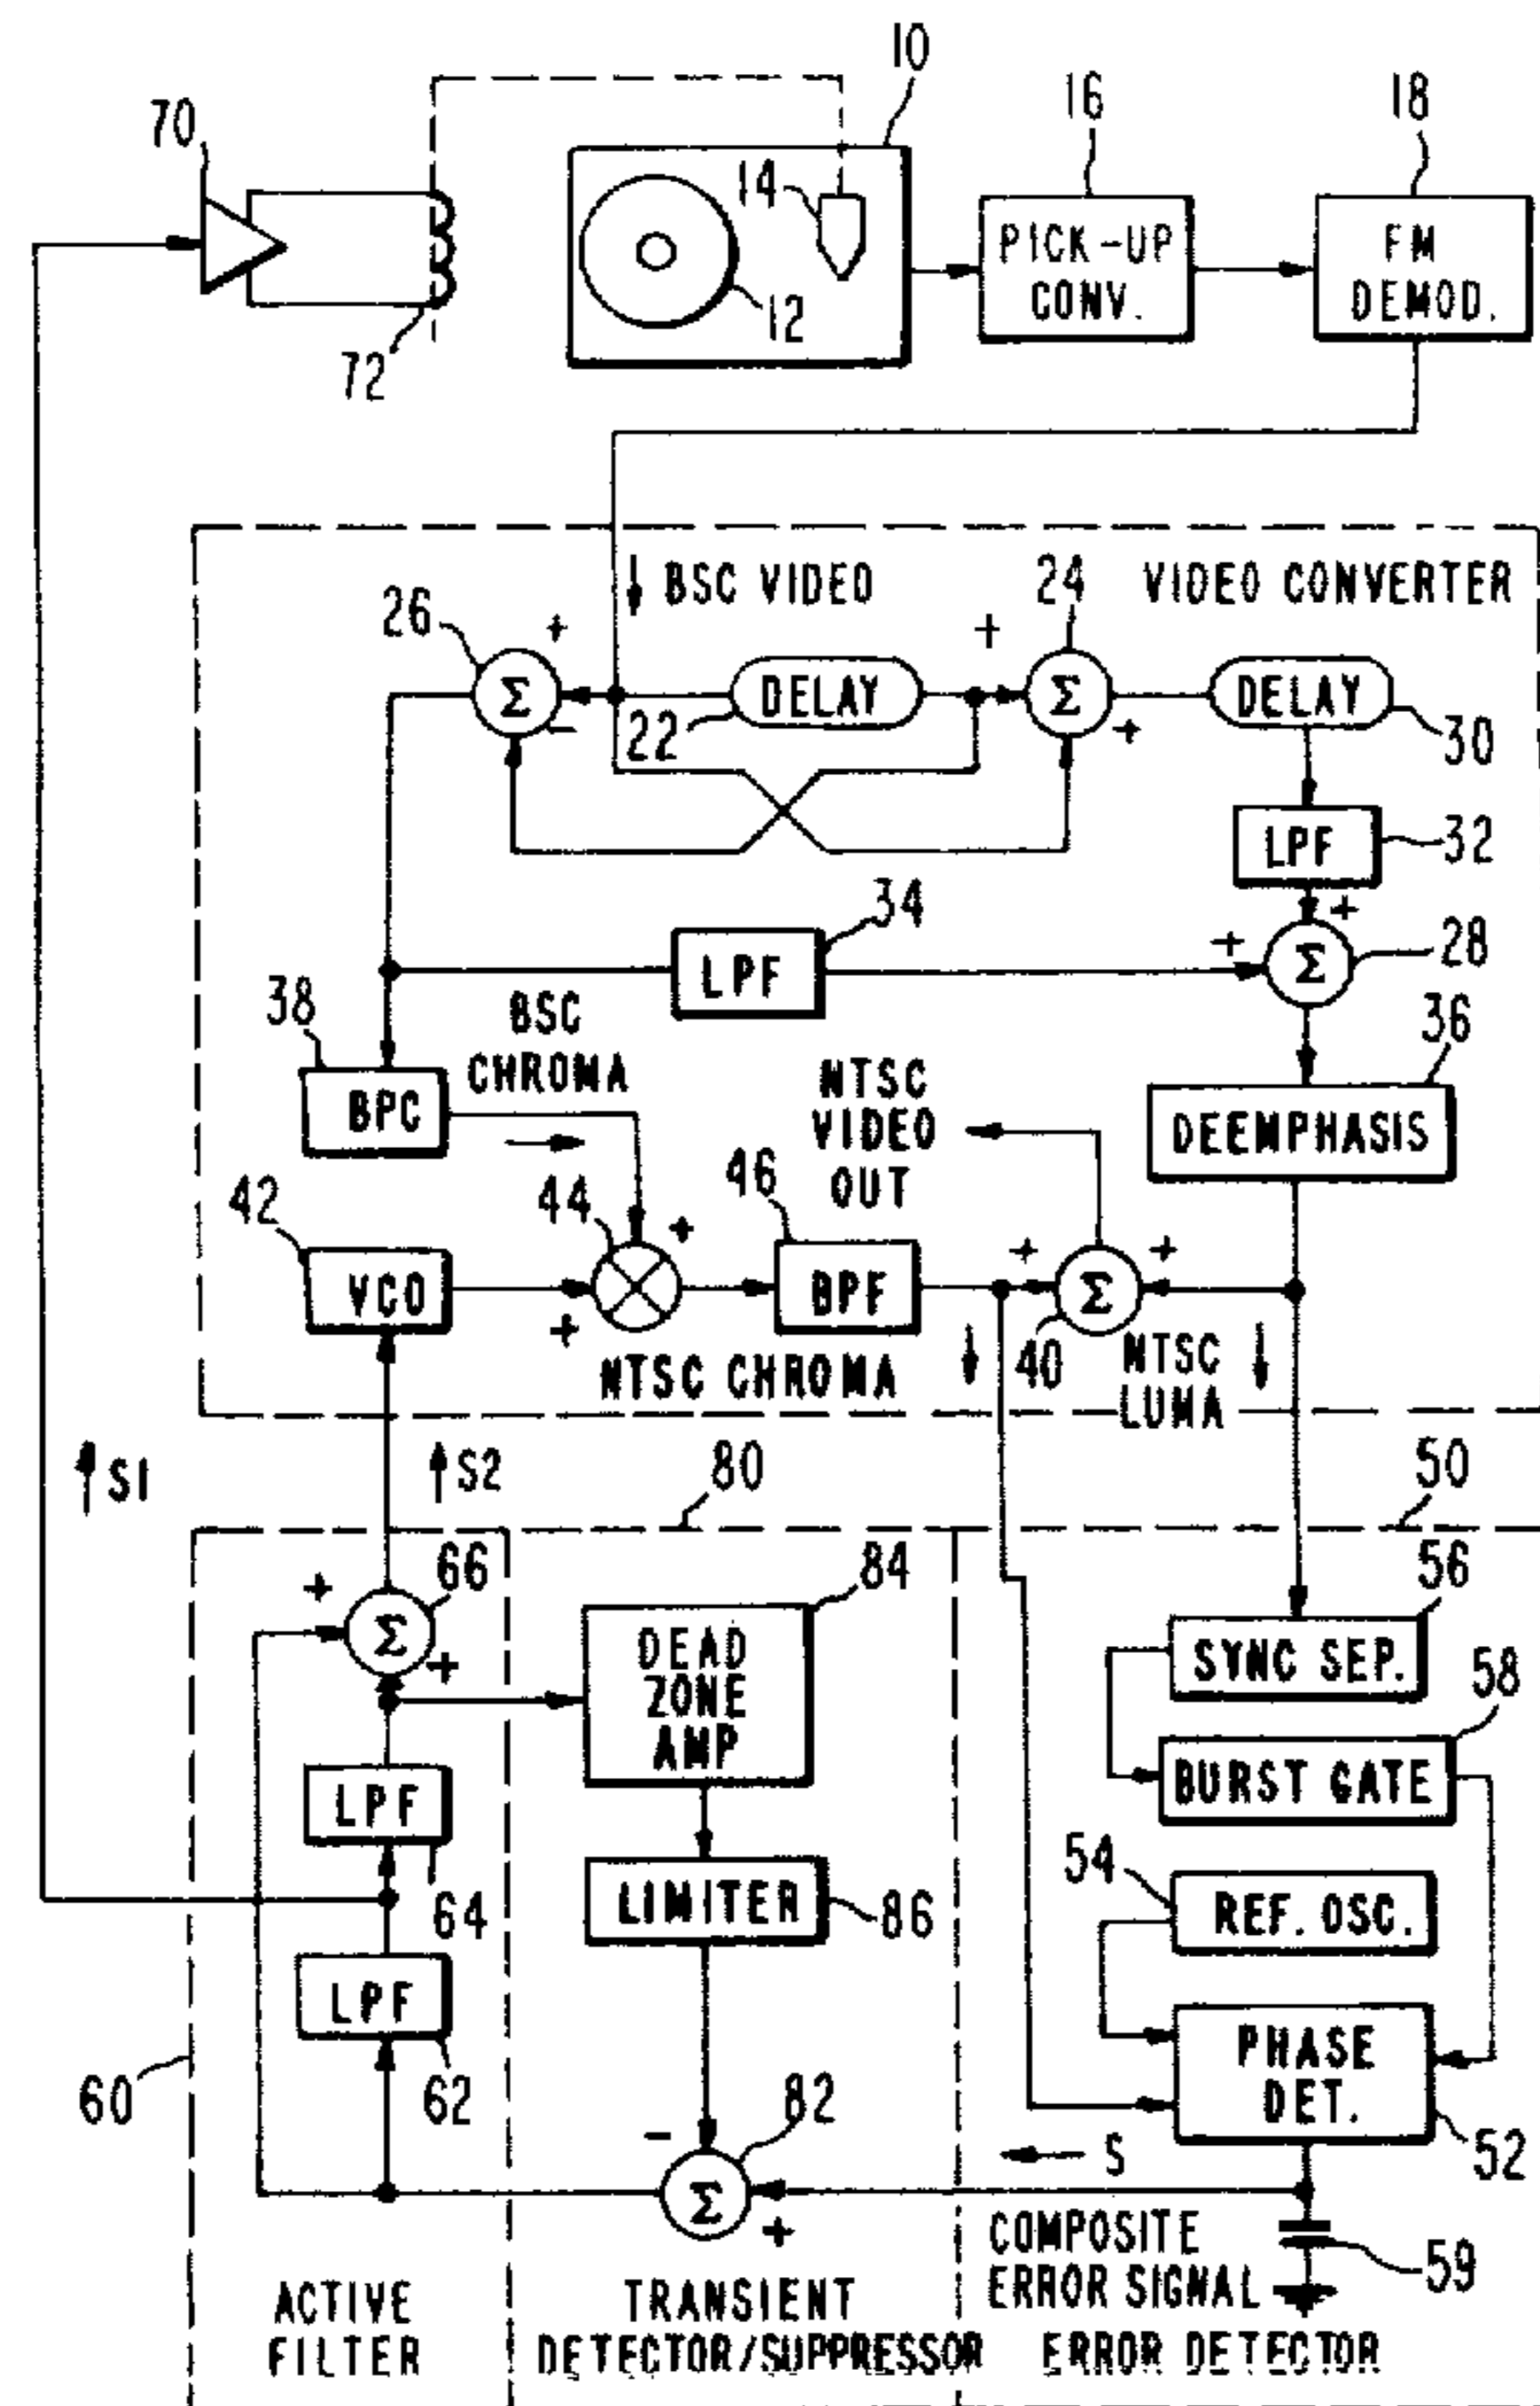 10
70
16
18
14
PICK-UP
CONV.
FM
DEMOD.
12
72
BSC VIDEO
24
VIDEO CONVERTER
26
+
+
Σ
DELAY
Σ
DELAY
-
22
+
30
LPF
32
34
+
+
LPF
Σ
28
38
BSC
CHROMA
36
BPC
NTSC
VIDEO
OUT
DEEMPHASIS
42
44
46
+
+
+
VCO
BPF
Σ
+
40
NTSC CHROMA
NTSC
LUMA
S1
S2
80
50
66
84
56
+
Σ
+
DEAD
ZONE
AMP
SYNC SEP.
58
LPF
BURST GATE
64
54
LIMITER
86
REF. OSC.
LPF
62
60
PHASE
DET.
82
52
-
S
Σ
+
COMPOSITE
ERROR SIGNAL
59
ACTIVE
FILTER
TRANSIENT
DETECTOR/SUPPRESSOR
ERROR DETECTOR